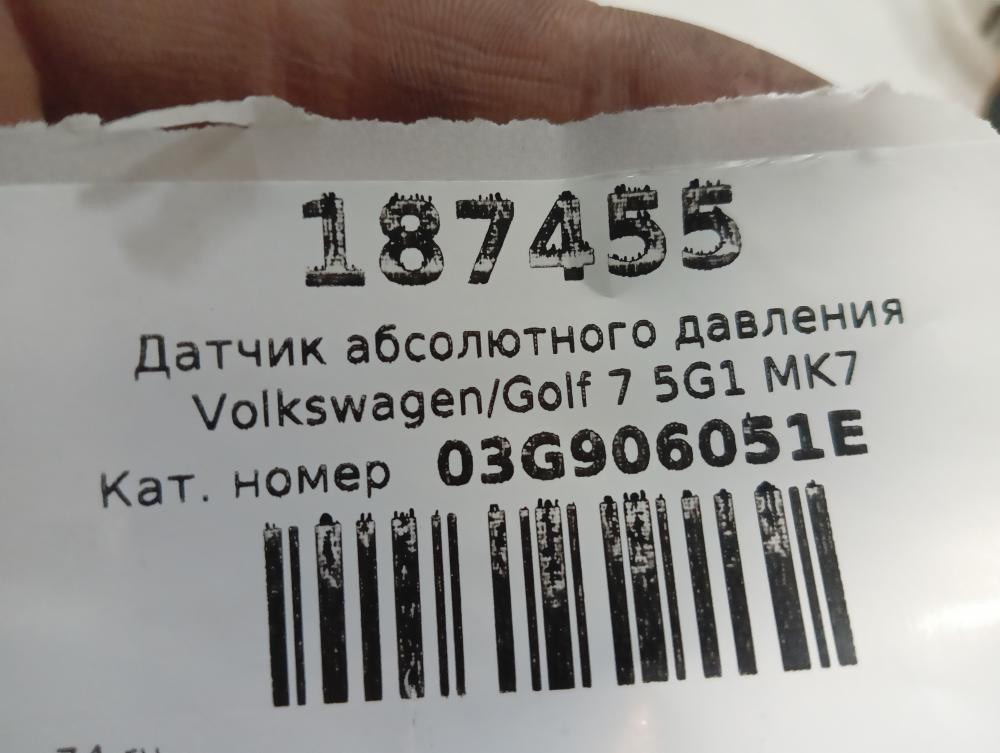 187455
Датчик абсолютного давления
Volkswagen/Golf 7 5G1 MK7
Кат. номер 03G906051E